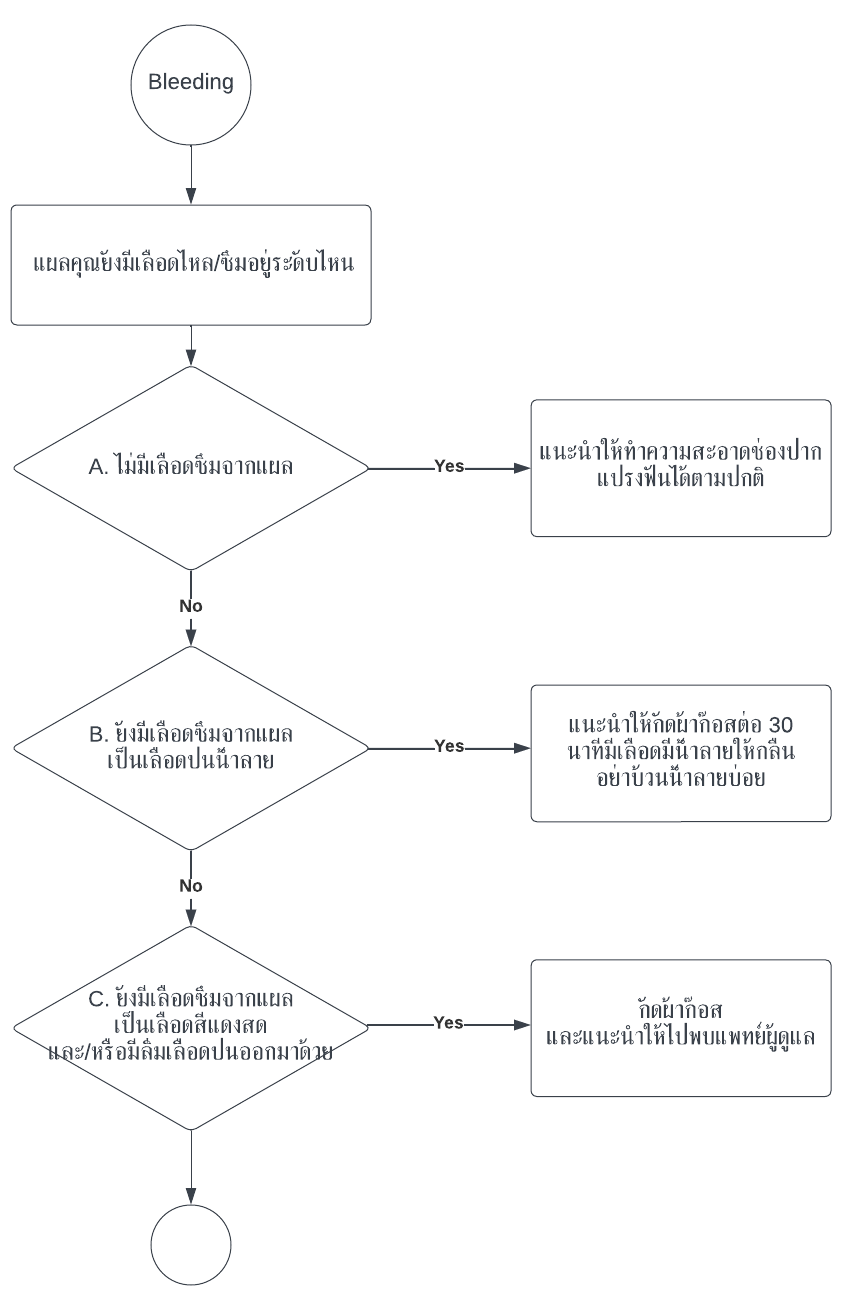 Bleeding
แผลคุณยังมีเลือดไหล/ซึมอยู่ระดับไหน
A. ไม่มีเลือดซึมจากแผล
Yes
แนะนำให้ทำความสะอาดช่องปาก
แปรงฟันได้ตามปกติ
No
B. ยังมีเลือดซึมจากแผล
เป็นเลือดปนน้ำลาย
Yes
แนะนำให้กัดผ้าก๊อสต่อ 30
นาทีมีเลือดมีน้ำลายให้กลืน
อย่าบ้วนน้ำลายบ่อย
No
C. ยังมีเลือดซึมจากแผล
เป็นเลือดสีแดงสด
และ/หรือมีลิ่มเลือดปนออกมาด้วย
Yes
กัดผ้าก๊อส
และแนะนำให้ไปพบแพทย์ผู้ดูแล